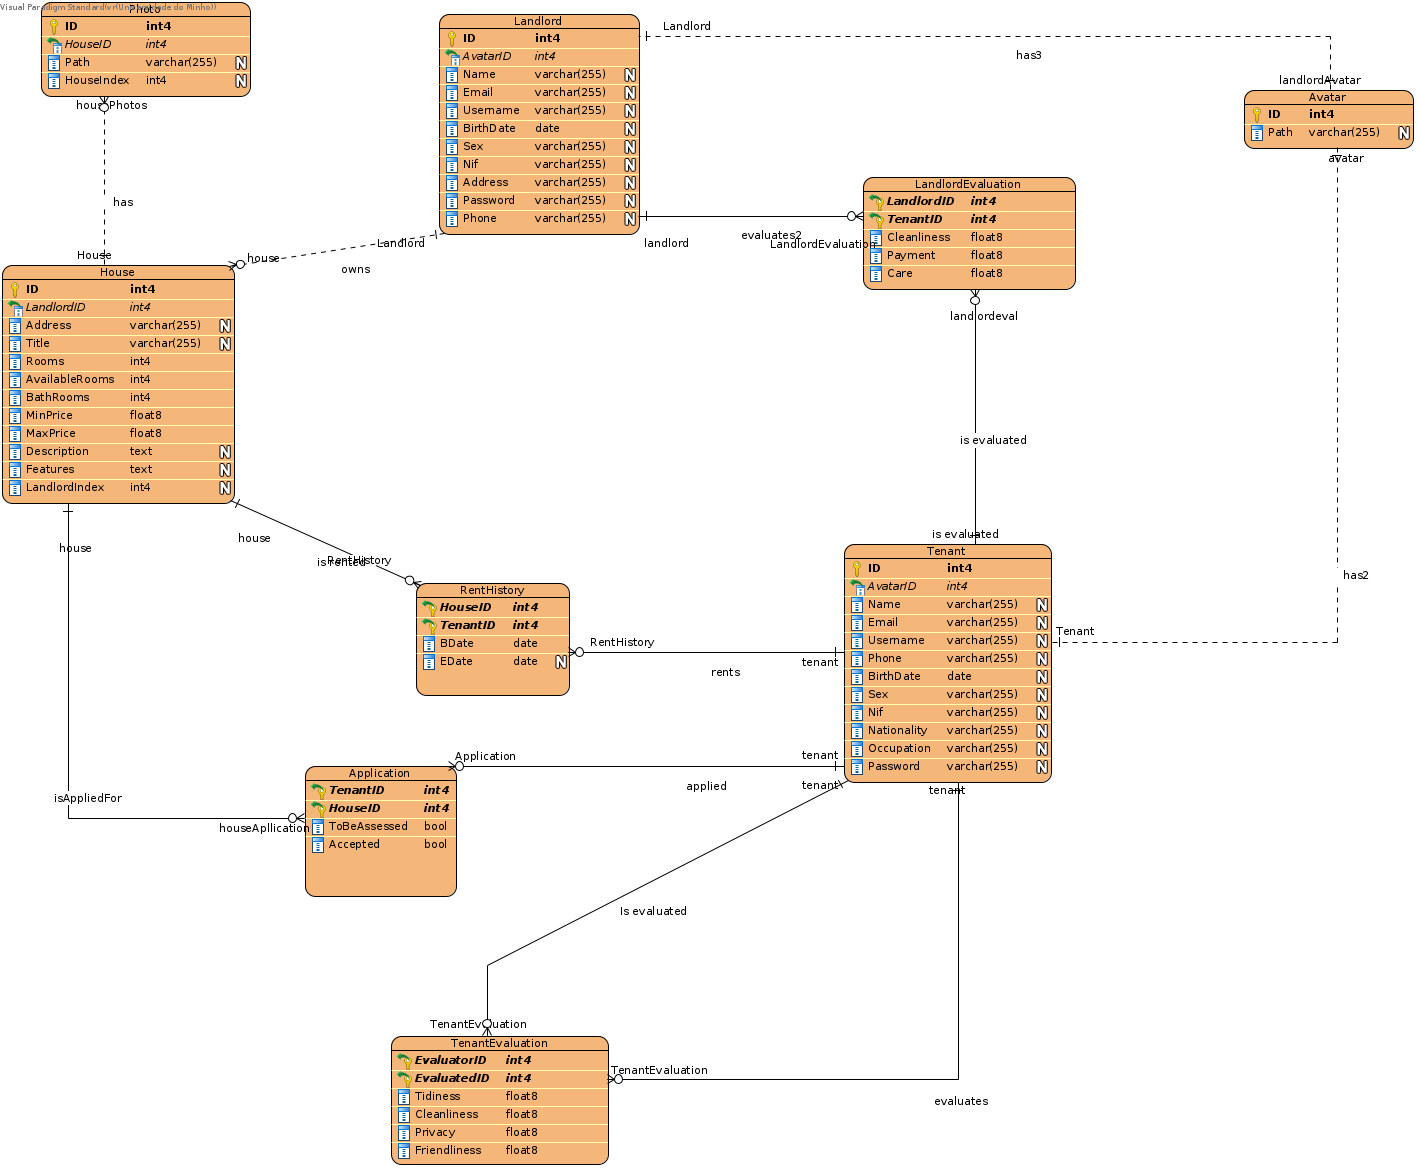 Visual Paradigm Standard(vr(Universidade do Minho))
Photo
ID int4
HouseID int4
Path varchar(255) N
HouseIndex int4 N
housePhotos
has
House
Landlord
ID int4
AvatarID int4
Name varchar(255) N
Email varchar(255) N
Username varchar(255) N
BirthDate date N
Sex varchar(255) N
Nif varchar(255) N
Address varchar(255) N
Password varchar(255) N
Phone varchar(255) N
Landlord
has3
landlordAvatar
Avatar
ID int4
Path varchar(255) N
avatar
LandlordEvaluation
LandlordID int4
TenantID int4
Cleanliness float8
Payment float8
Care float8
landlord
evaluates2
LandlordEvaluation
Landlord
owns
house
House
ID int4
LandlordID int4
Address varchar(255) N
Title varchar(255) N
Rooms int4
AvailableRooms int4
BathRooms int4
MinPrice float8
MaxPrice float8
Description text N
Features text N
LandlordIndex int4 N
landlordeval
is evaluated
is evaluated
house
house
is rented
RentHistory
RentHistory
HouseID int4
TenantID int4
BDate date
EDate date N
RentHistory
rents
tenant
Tenant
ID int4
AvatarID int4
Name varchar(255) N
Email varchar(255) N
Username varchar(255) N
Phone varchar(255) N
BirthDate date N
Sex varchar(255) N
Nif varchar(255) N
Nationality varchar(255) N
Occupation varchar(255) N
Password varchar(255) N
Tenant
has2
Application
applied
tenant
tenant
tenant
Application
TenantID int4
HouseID int4
ToBeAssessed bool
Accepted bool
isAppliedFor
houseApllication
Is evaluated
TenantEvaluation
TenantEvaluation
EvaluatorID int4
EvaluatedID int4
Tidiness float8
Cleanliness float8
Privacy float8
Friendliness float8
TenantEvaluation
evaluates